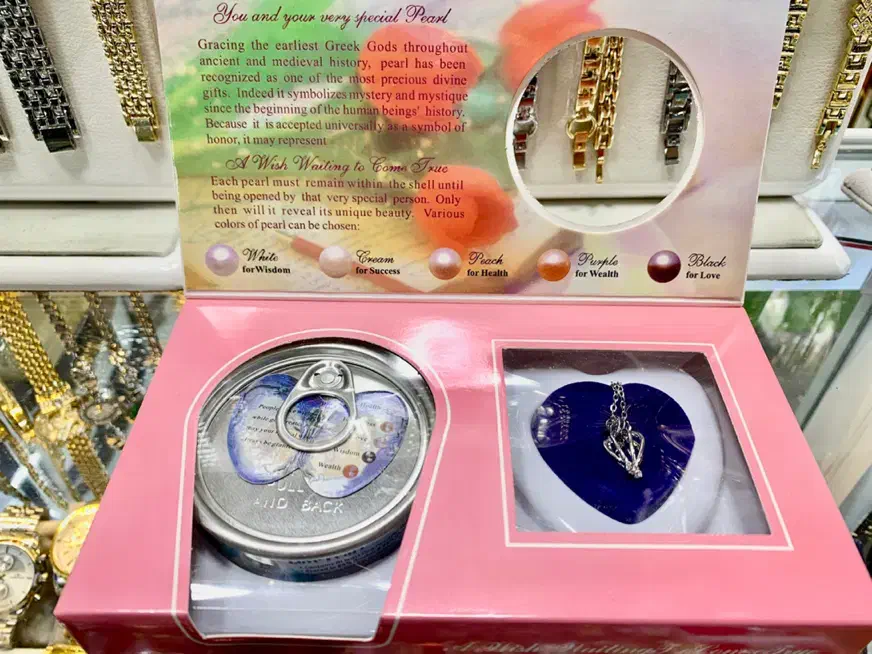 You and your very special Pearl
Gracing the earliest Greek Gods throughout
ancient and medieval history, pearl has been
recognized as one of the most precious divine
gifts. Indeed it symbolizes mystery and mystique
since the beginning of the human beings' history.
Because it is accepted universally as a symbol of
honor, it may represent
A Wish Waiting to Come True
Each pearl must remain within the shell until
being opened by that very special person. Only
then will it reveal its unique beauty. Various
colors of pearl can be chosen:
White
for Wisdom
Cream
for Success
Peach
for Health
Purple
for Wealth
Black
for Love
Wisdom
Wealth
AND BACK
A Wish Waiting To Come True